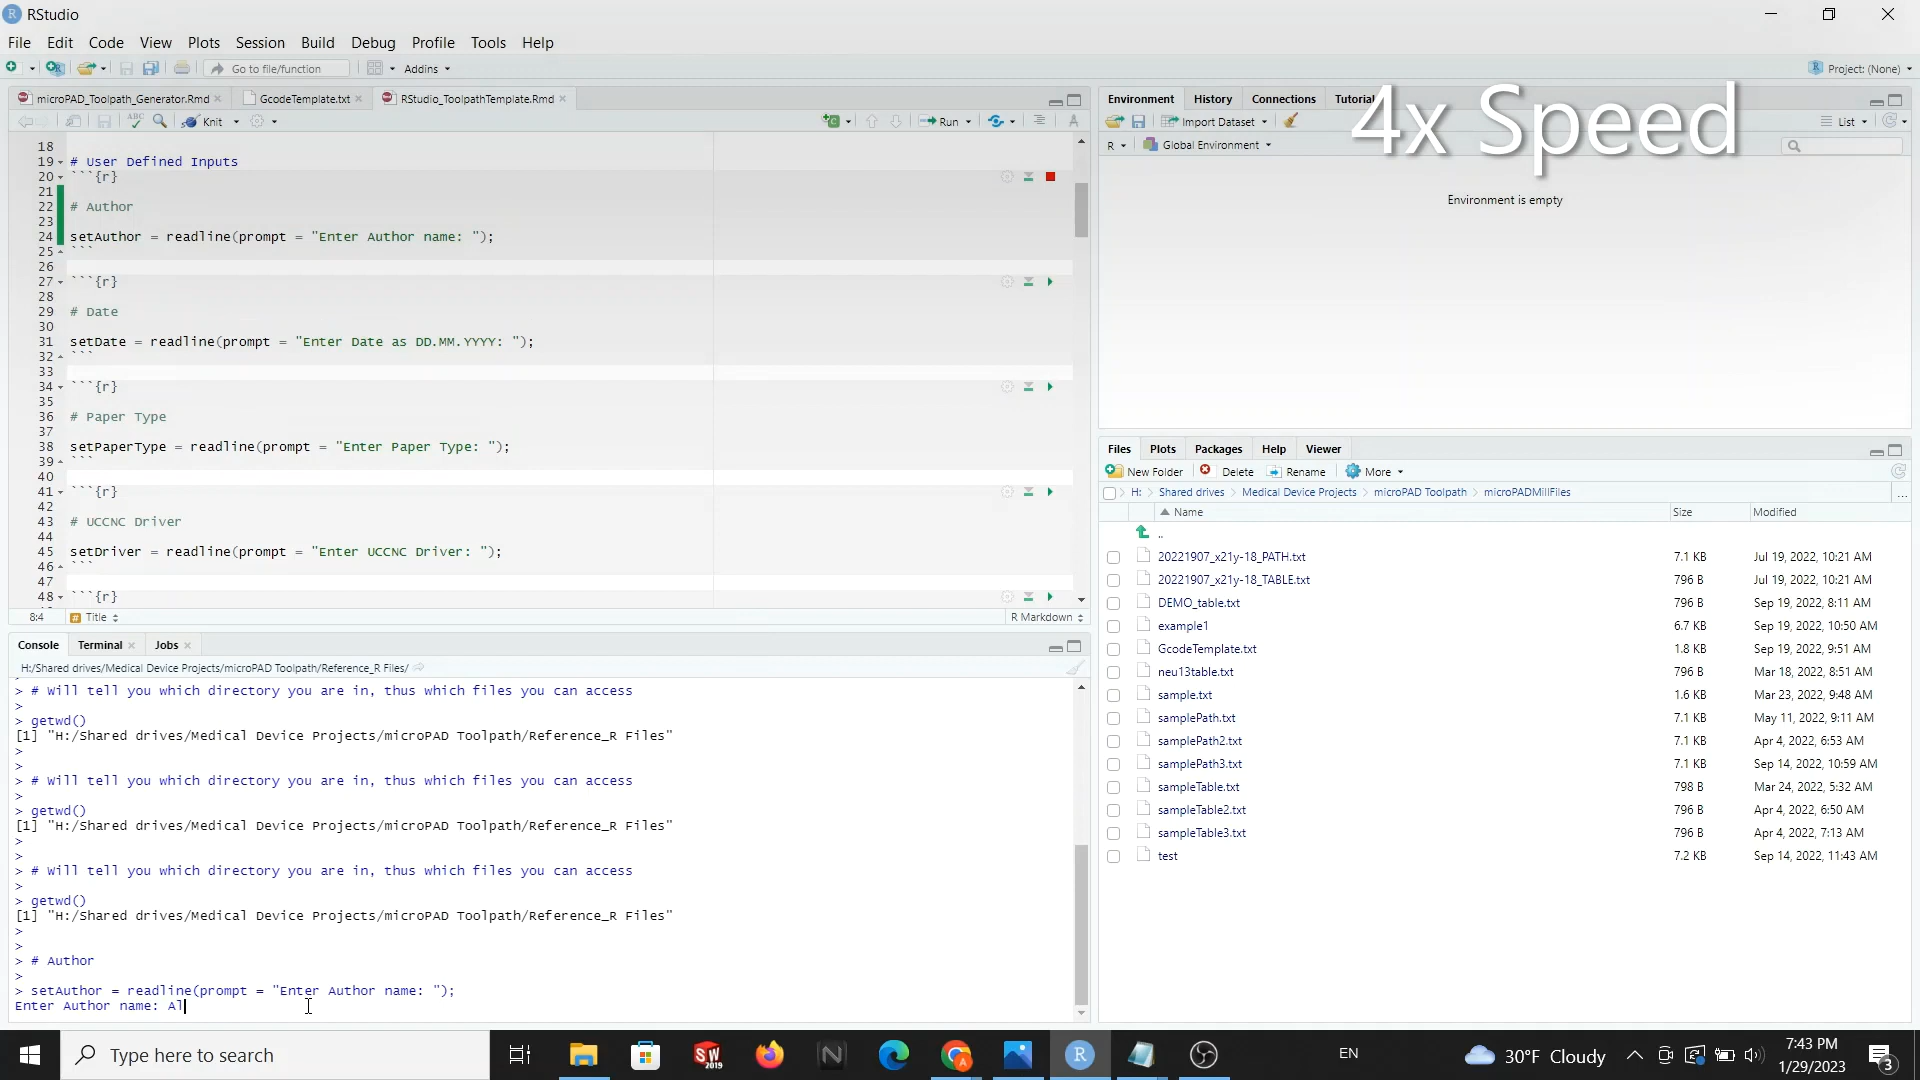 RStudio
File Edit Code View Plots Session Build Debug Profile Tools Help
Go to file/function Addins Project: (None)
microPAD_Toolpath_Generator.Rmd GcodeTemplate.txt RStudio_ToolpathTemplate.Rmd
ABC Knit Run
18
19 # User Defined Inputs
20 ```{r}
21
22 # Author
23
24 setAuthor = readline(prompt = "Enter Author name: ");
25 ```
26
27 ```{r}
28
29 # Date
30
31 setDate = readline(prompt = "Enter Date as DD.MM.YYYY: ");
32 ```
33
34 ```{r}
35
36 # Paper Type
37
38 setPaperType = readline(prompt = "Enter Paper Type: ");
39 ```
40
41 ```{r}
42
43 # UCCNC Driver
44
45 setDriver = readline(prompt = "Enter UCCNC Driver: ");
46 ```
47
48 ```{r}
8:4 # Title R Markdown
Console Terminal Jobs
H:/Shared drives/Medical Device Projects/microPAD Toolpath/Reference_R Files/
> # Will tell you which directory you are in, thus which files you can access
>
> getwd()
[1] "H:/Shared drives/Medical Device Projects/microPAD Toolpath/Reference_R Files"
>
>
> # Will tell you which directory you are in, thus which files you can access
>
> getwd()
[1] "H:/Shared drives/Medical Device Projects/microPAD Toolpath/Reference_R Files"
>
>
> # Will tell you which directory you are in, thus which files you can access
>
> getwd()
[1] "H:/Shared drives/Medical Device Projects/microPAD Toolpath/Reference_R Files"
>
>
> # Author
>
> setAuthor = readline(prompt = "Enter Author name: ");
Enter Author name: Al
Environment History Connections Tutorial
4x Speed
Import Dataset List
R Global Environment
Environment is empty
Files Plots Packages Help Viewer
New Folder Delete Rename More
H: Shared drives Medical Device Projects microPAD Toolpath microPADMillFiles ...
Name Size Modified
..
20221907_x21y-18_PATH.txt 7.1 KB Jul 19, 2022, 10:21 AM
20221907_x21y-18_TABLE.txt 796 B Jul 19, 2022, 10:21 AM
DEMO_table.txt 796 B Sep 19, 2022, 8:11 AM
example1 6.7 KB Sep 19, 2022, 10:50 AM
GcodeTemplate.txt 1.8 KB Sep 19, 2022, 9:51 AM
neu13table.txt 796 B Mar 18, 2022, 8:51 AM
sample.txt 1.6 KB Mar 23, 2022, 9:48 AM
samplePath.txt 7.1 KB May 11, 2022, 9:11 AM
samplePath2.txt 7.1 KB Apr 4, 2022, 6:53 AM
samplePath3.txt 7.1 KB Sep 14, 2022, 10:59 AM
sampleTable.txt 798 B Mar 24, 2022, 5:32 AM
sampleTable2.txt 796 B Apr 4, 2022, 6:50 AM
sampleTable3.txt 796 B Apr 4, 2022, 7:13 AM
test 7.2 KB Sep 14, 2022, 11:43 AM
Type here to search SW 2019 N A R EN 30°F Cloudy 7:43 PM
1/29/2023 3